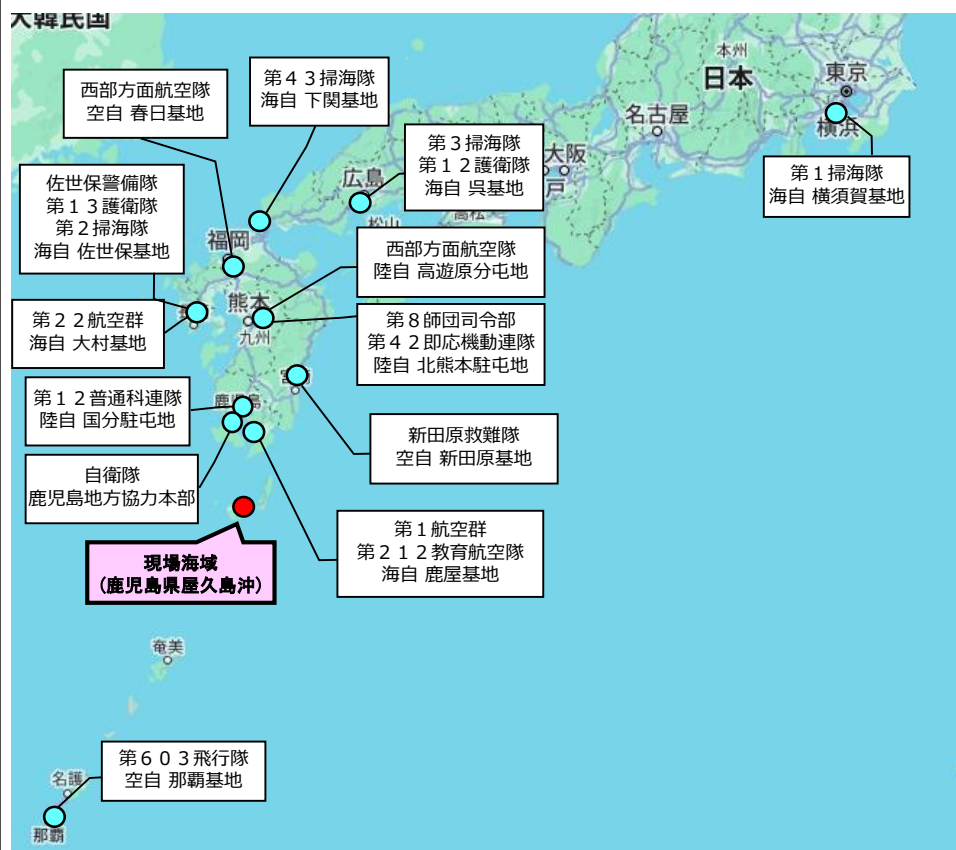 大韓民国
本州
日本
東京
横浜
名古屋
大阪
戸
広島
松山
高松
福岡
熊本
九州
鹿児島
奄美
名護
那覇
西部方面航空隊
空自 春日基地
第４３掃海隊
海自 下関基地
第３掃海隊
第１２護衛隊
海自 呉基地
第１掃海隊
海自 横須賀基地
佐世保警備隊
第１３護衛隊
第２掃海隊
海自 佐世保基地
西部方面航空隊
陸自 高遊原分屯地
第２２航空群
海自 大村基地
第８師団司令部
第４２即応機動連隊
陸自 北熊本駐屯地
第１２普通科連隊
陸自 国分駐屯地
新田原救難隊
空自 新田原基地
自衛隊
鹿児島地方協力本部
第１航空群
第２１２教育航空隊
海自 鹿屋基地
現場海域
(鹿児島県屋久島沖)
第６０３飛行隊
空自 那覇基地